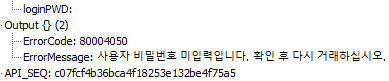 loginPWD:
Output {} (2)
ErrorCode: 80004050
ErrorMessage: 사용자 비밀번호 미입력입니다. 확인 후 다시 거래하십시오.
API_SEQ: c07fcf4b36bca4f18253e132be4f75a5